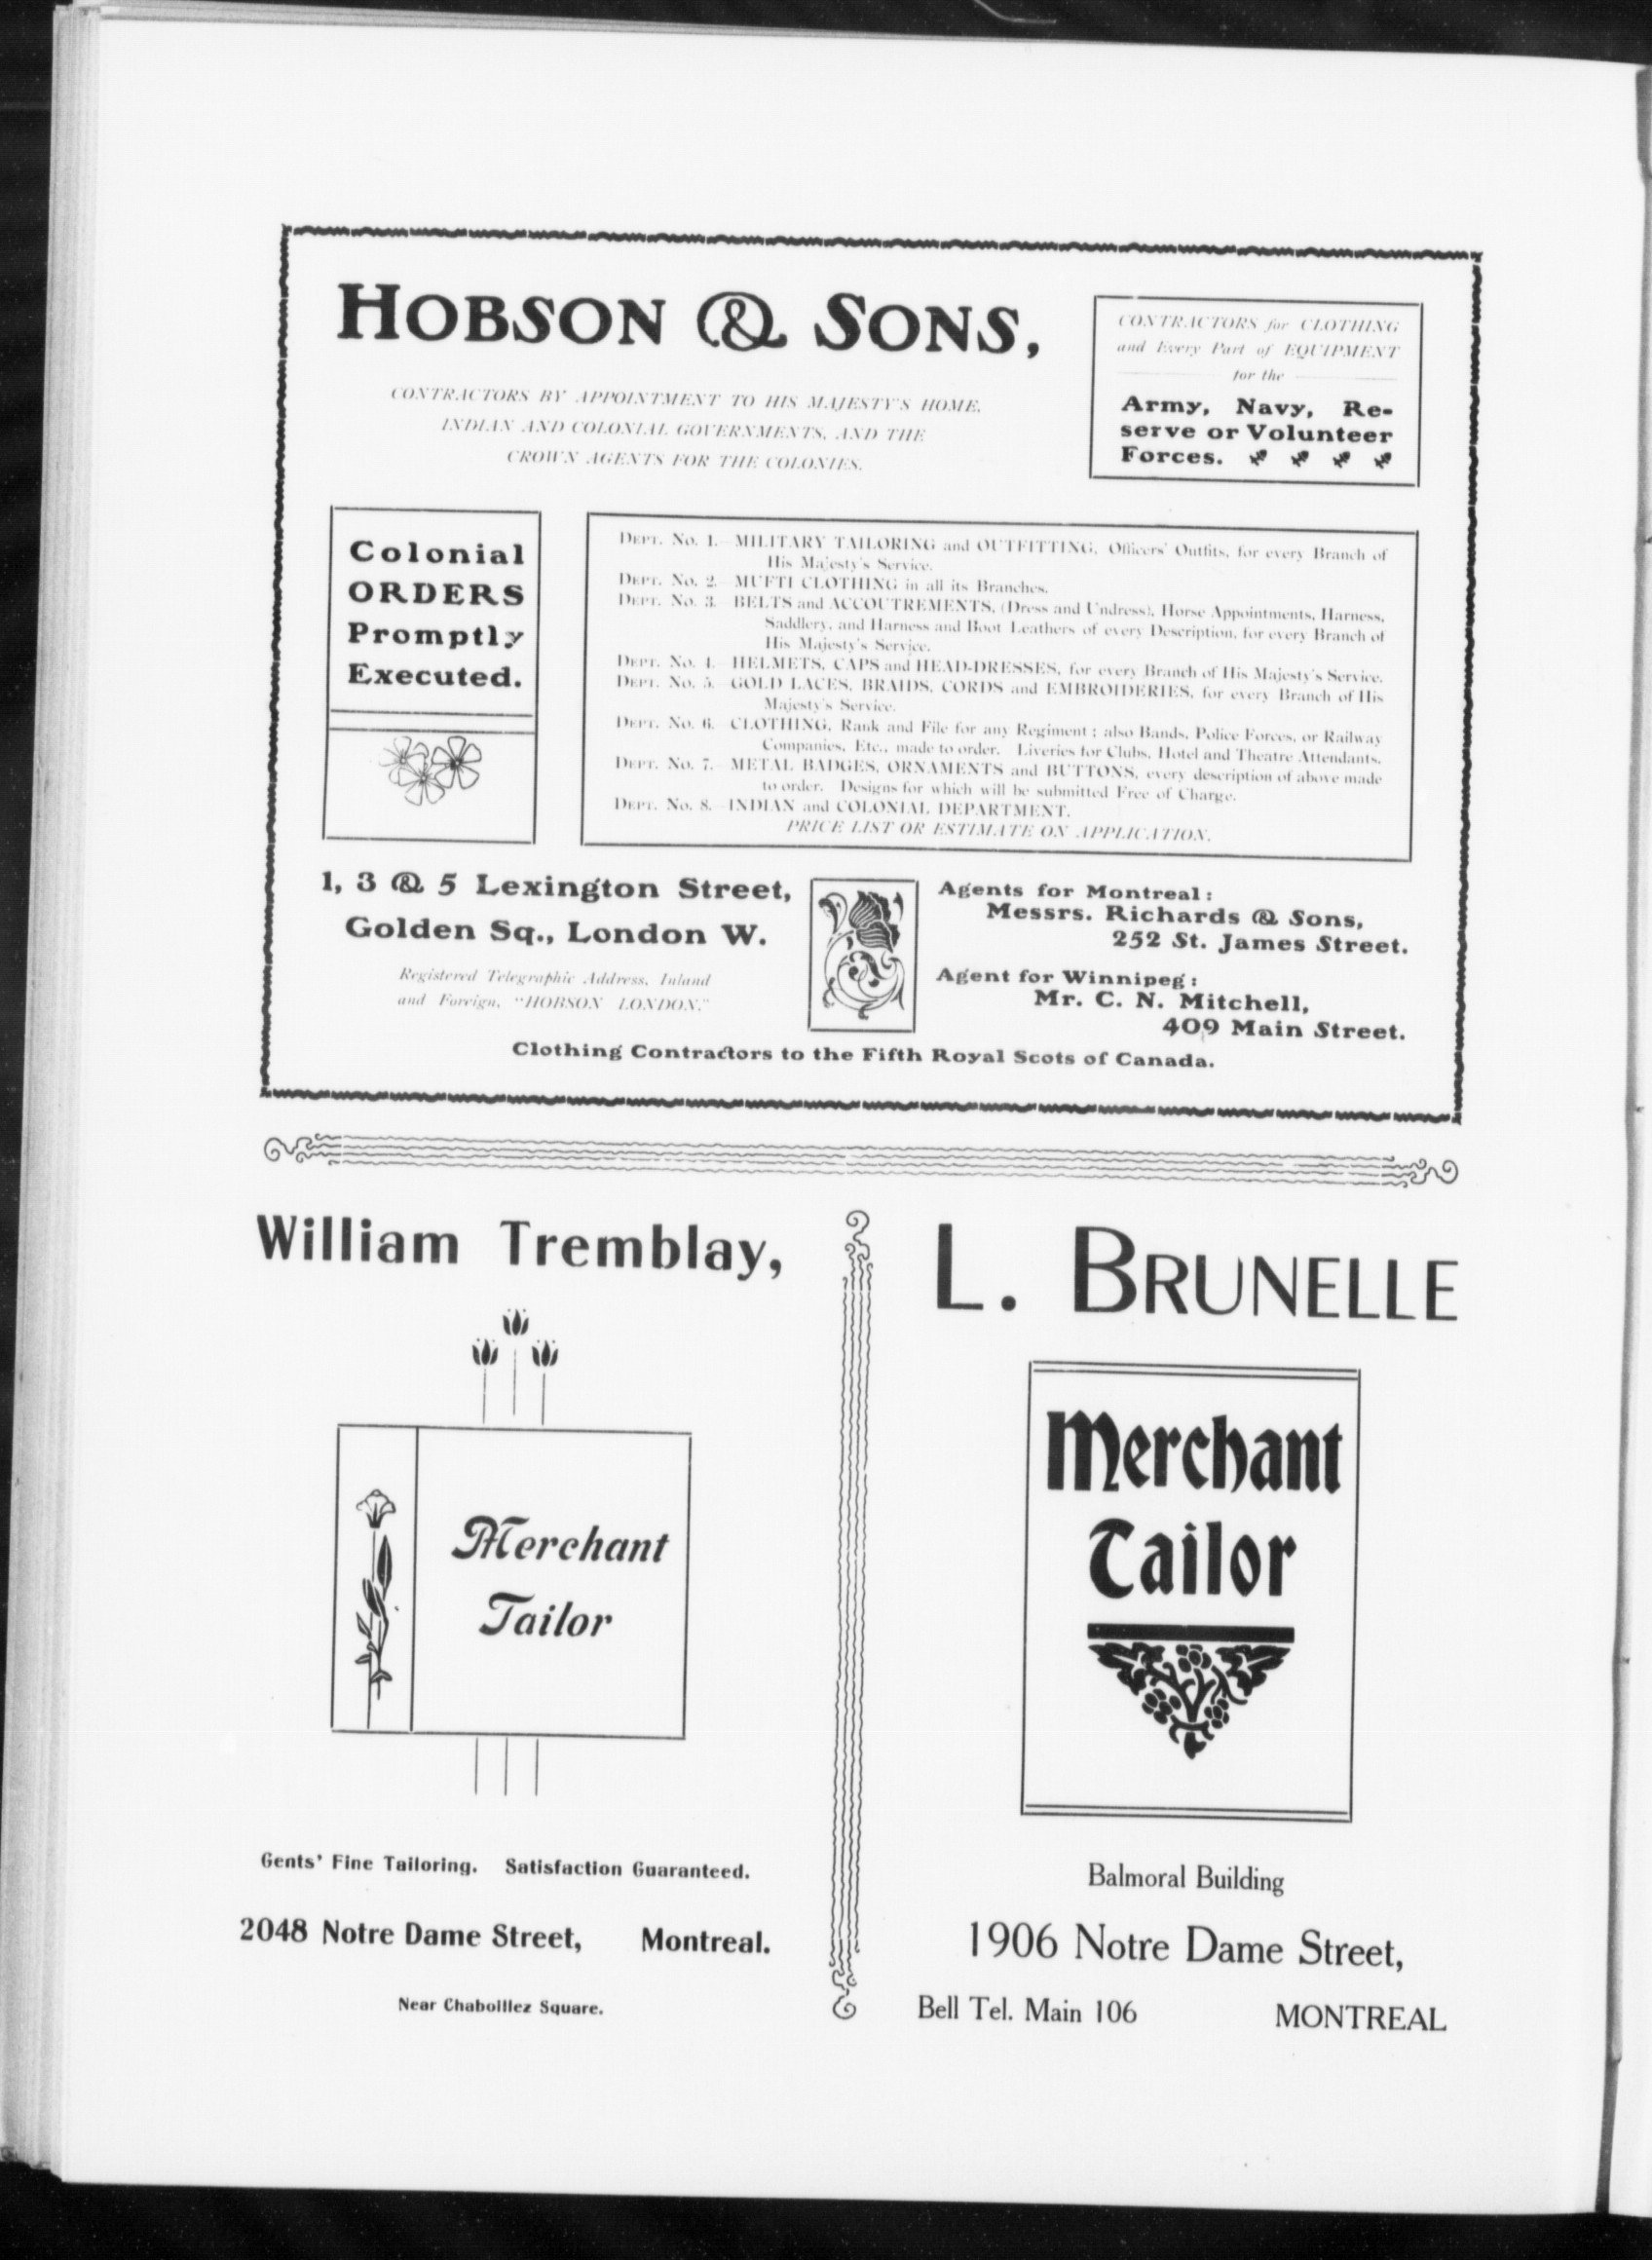 HOBSON & SONS,
CONTRACTORS BY APPOINTMENT TO HIS MAJESTY'S HOME,
INDIAN AND COLONIAL GOVERNMENTS, AND THE
CROWN AGENTS FOR THE COLONIES.
CONTRACTORS for CLOTHING
and Every Part of EQUIPMENT
for the
Army, Navy, Re-
serve or Volunteer
Forces.
Colonial
ORDERS
Promptly
Executed.
DEPT. No. 1.—MILITARY TAILORING and OUTFITTING, Officers' Outfits, for every Branch of
His Majesty's Service.
DEPT. No. 2.—MUFTI CLOTHING in all its Branches.
DEPT. No. 3.—BELTS and ACCOUTREMENTS, (Dress and Undress), Horse Appointments, Harness,
Saddlery, and Harness and Boot Leathers of every Description, for every Branch of
His Majesty's Service.
DEPT. No. 4.—HELMETS, CAPS and HEAD-DRESSES, for every Branch of His Majesty's Service.
DEPT. No. 5.—GOLD LACES, BRAIDS, CORDS and EMBROIDERIES, for every Branch of His
Majesty's Service.
DEPT. No. 6.—CLOTHING, Rank and File for any Regiment; also Bands, Police Forces, or Railway
Companies, Etc., made to order. Liveries for Clubs, Hotel and Theatre Attendants.
DEPT. No. 7.—METAL BADGES, ORNAMENTS and BUTTONS, every description of above made
to order. Designs for which will be submitted Free of Charge.
DEPT. No. 8.—INDIAN and COLONIAL DEPARTMENT.
PRICE LIST OR ESTIMATE ON APPLICATION.
1, 3 & 5 Lexington Street,
Golden Sq., London W.
Registered Telegraphic Address, Inland
and Foreign, "HOBSON LONDON."
Agents for Montreal:
Messrs. Richards & Sons,
252 St. James Street.
Agent for Winnipeg:
Mr. C. N. Mitchell,
409 Main Street.
Clothing Contractors to the Fifth Royal Scots of Canada.
William Tremblay,
Merchant
Tailor
Gents' Fine Tailoring. Satisfaction Guaranteed.
2048 Notre Dame Street, Montreal.
Near Chaboillez Square.
L. BRUNELLE
Merchant
Tailor
Balmoral Building
1906 Notre Dame Street,
Bell Tel. Main 106 MONTREAL